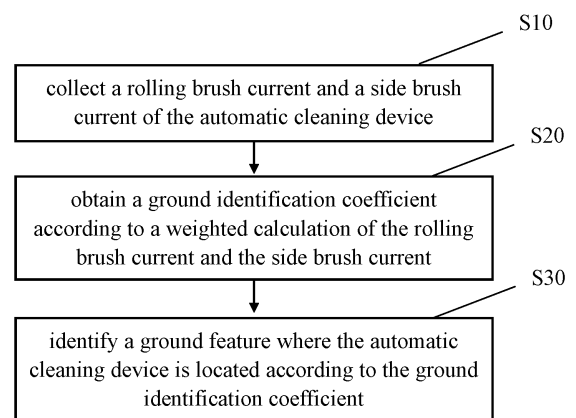 S10
collect a rolling brush current and a side brush
current of the automatic cleaning device
S20
obtain a ground identification coefficient
according to a weighted calculation of the rolling
brush current and the side brush current
S30
identify a ground feature where the automatic
cleaning device is located according to the ground
identification coefficient